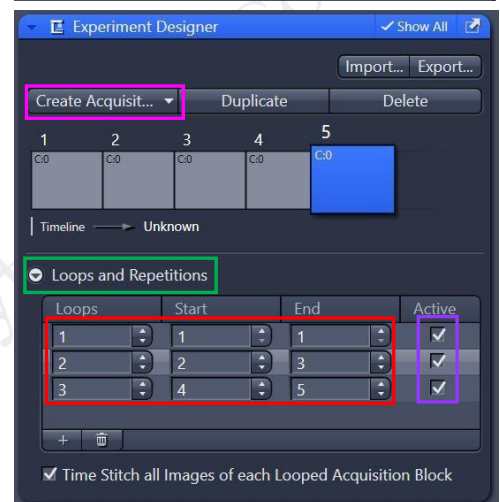 Experiment Designer ✓ Show All
Import... Export...
Create Acquisit... Duplicate Delete
1 2 3 4 5
C:0 C:0 C:0 C:0 C:0
Timeline Unknown
Loops and Repetitions
Loops Start End Active
1 1 1
2 2 3
3 4 5
+
Time Stitch all Images of each Looped Acquisition Block